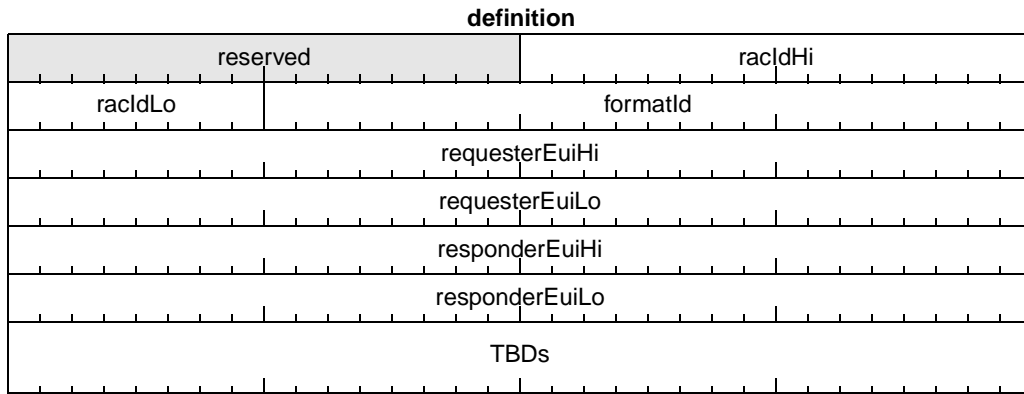 definition
reserved racIdHi
racIdLo formatId
requesterEuiHi
requesterEuiLo
responderEuiHi
responderEuiLo
TBDs